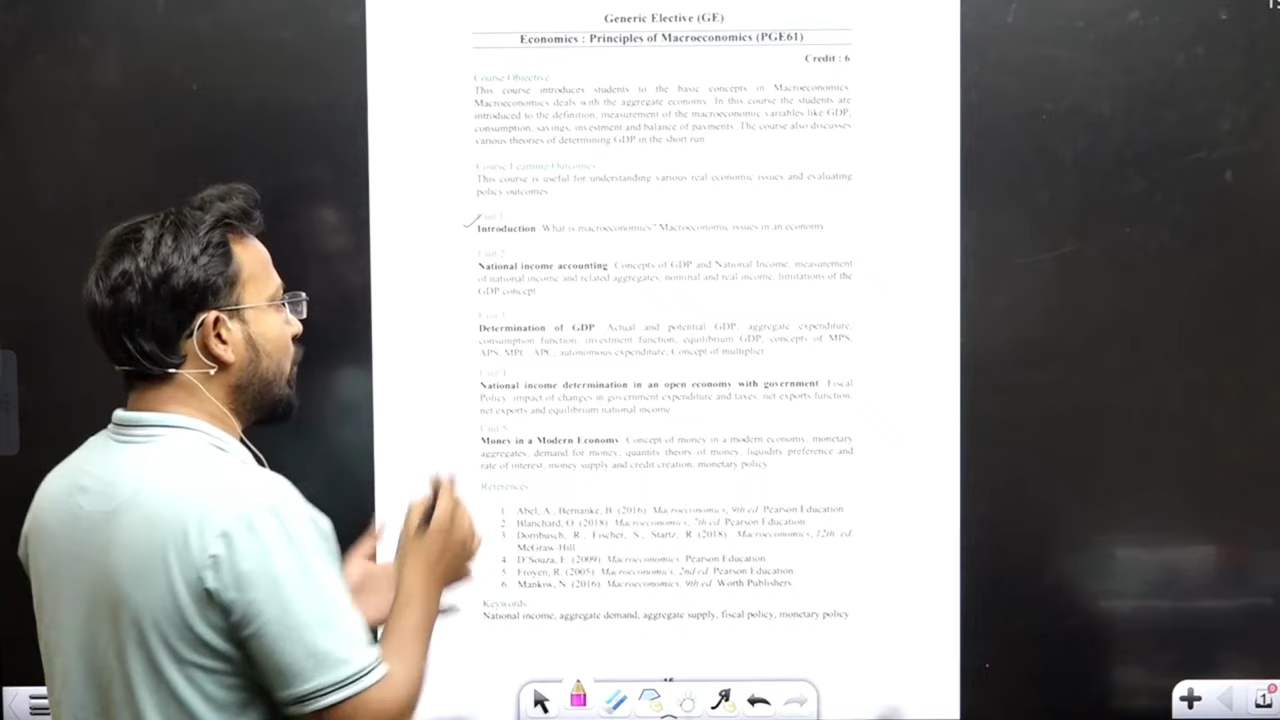 Generic Elective (GE)
Economics : Principles of Macroeconomics (PGE61)
Credit : 6
Course Objective
This course introduces students to the basic concepts in Macroeconomics.
Macroeconomics deals with the aggregate economy. In this course the students are
introduced to the definition, measurement of the macroeconomic variables like GDP,
consumption, savings, investment and balance of payments. The course also discusses
various theories of determining GDP in the short run.
Course Learning Outcomes
This course is useful for understanding various real economic issues and evaluating
policy outcomes.
Unit 1
Introduction What is macroeconomics? Macroeconomic issues in an economy
Unit 2
National income accounting Concepts of GDP and National Income, measurement
of national income and related aggregates, nominal and real income, limitations of the
GDP concept
Unit 3
Determination of GDP Actual and potential GDP, aggregate expenditure,
consumption function, investment function, equilibrium GDP, concepts of MPS,
APS, MPC, APC, autonomous expenditure, Concept of multiplier
Unit 4
National income determination in an open economy with government Fiscal
Policy impact of changes in government expenditure and taxes, net exports function,
net exports and equilibrium national income
Unit 5
Money in a Modern Economy Concept of money in a modern economy, monetary
aggregates, demand for money, quantity theory of money, liquidity preference and
rate of interest, money supply and credit creation, monetary policy
References
1. Abel, A., Bernanke, B. (2016). Macroeconomics, 9th ed. Pearson Education.
2. Blanchard, O. (2018). Macroeconomics, 7th ed. Pearson Education.
3. Dornbusch, R., Fischer, S., Startz, R. (2018). Macroeconomics, 12th ed.
McGraw-Hill.
4. D'Souza, E. (2009). Macroeconomics. Pearson Education.
5. Froyen, R. (2005). Macroeconomics, 2nd ed. Pearson Education.
6. Mankiw, N. (2016). Macroeconomics, 9th ed. Worth Publishers.
Keywords
National income, aggregate demand, aggregate supply, fiscal policy, monetary policy